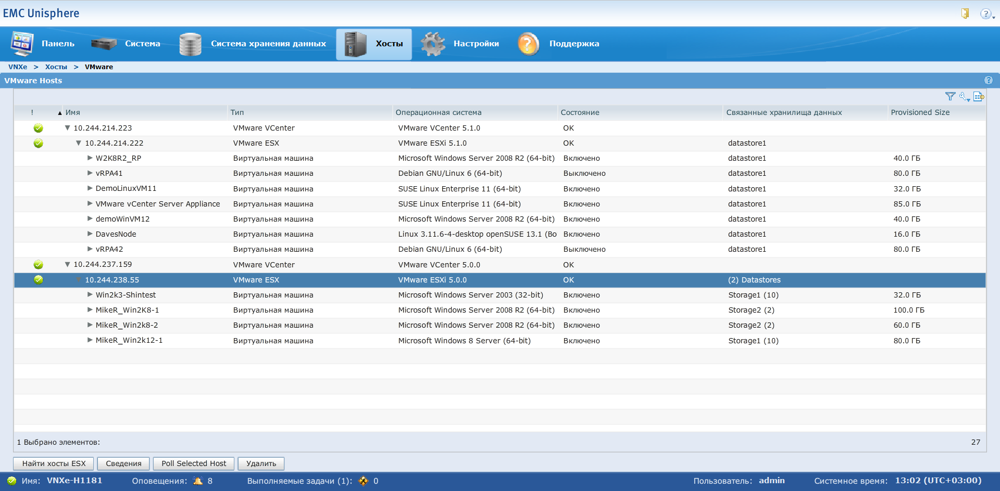 EMC Unisphere
Панель Система Система хранения данных Хосты Настройки Поддержка
VNXe > Хосты > VMware
VMware Hosts
! Имя Тип Операционная система Состояние Связанные хранилища данных Provisioned Size
10.244.214.223 VMware VCenter VMware VCenter 5.1.0 OK
10.244.214.222 VMware ESX VMware ESXi 5.1.0 OK datastore1
W2K8R2_RP Виртуальная машина Microsoft Windows Server 2008 R2 (64-bit) Включено datastore1 40.0 ГБ
vRPA41 Виртуальная машина Debian GNU/Linux 6 (64-bit) Выключено datastore1 80.0 ГБ
DemoLinuxVM11 Виртуальная машина SUSE Linux Enterprise 11 (64-bit) Включено datastore1 32.0 ГБ
VMware vCenter Server Appliance Виртуальная машина SUSE Linux Enterprise 11 (64-bit) Включено datastore1 85.0 ГБ
demoWinVM12 Виртуальная машина Microsoft Windows Server 2008 R2 (64-bit) Включено datastore1 40.0 ГБ
DavesNode Виртуальная машина Linux 3.11.6-4-desktop openSUSE 13.1 (Bo Включено datastore1 16.0 ГБ
vRPA42 Виртуальная машина Debian GNU/Linux 6 (64-bit) Выключено datastore1 80.0 ГБ
10.244.237.159 VMware VCenter VMware VCenter 5.0.0 OK
10.244.238.55 VMware ESX VMware ESXi 5.0.0 OK (2) Datastores
Win2k3-Shintest Виртуальная машина Microsoft Windows Server 2003 (32-bit) Включено Storage1 (10) 32.0 ГБ
MikeR_Win2K8-1 Виртуальная машина Microsoft Windows Server 2008 R2 (64-bit) Включено Storage2 (2) 100.0 ГБ
MikeR_Win2k8-2 Виртуальная машина Microsoft Windows Server 2008 R2 (64-bit) Включено Storage2 (2) 60.0 ГБ
MikeR_Win2k12-1 Виртуальная машина Microsoft Windows 8 Server (64-bit) Включено Storage1 (10) 80.0 ГБ
1 Выбрано элементов: 27
Найти хосты ESX Сведения Poll Selected Host Удалить
Имя: VNXe-H1181 Оповещения: 8 Выполняемые задачи (1): 0 Пользователь: admin Системное время: 13:02 (UTC+03:00)